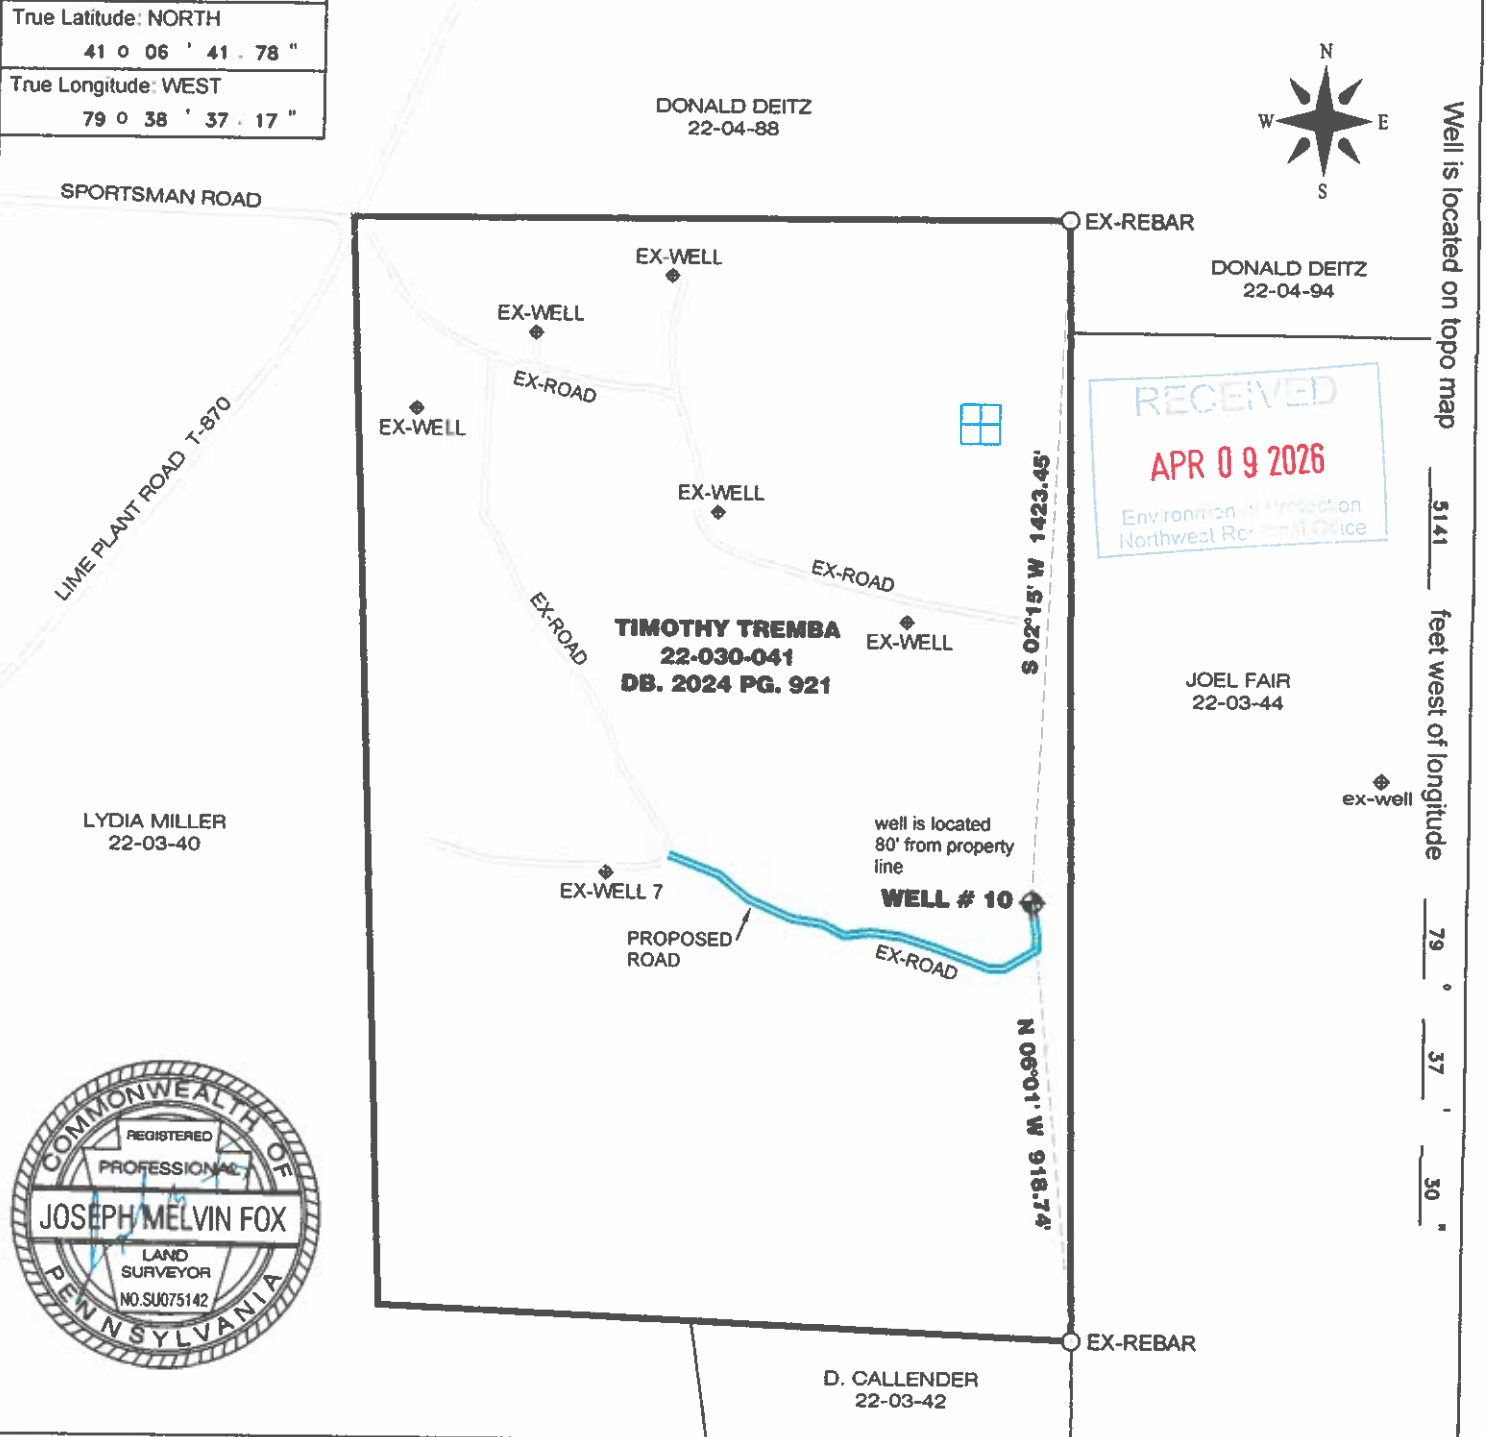 True Latitude: NORTH
41 o 06 ' 41 . 78 "
True Longitude: WEST
79 o 38 ' 37 . 17 "
N
W
E
S
DONALD DEITZ
22-04-88
SPORTSMAN ROAD
EX-REBAR
DONALD DEITZ
22-04-94
EX-WELL
EX-WELL
EX-ROAD
EX-WELL
LIME PLANT ROAD T-870
RECEIVED
APR 09 2026
Environmental Protection
Northwest Regional Office
EX-WELL
S 02°15' W 1423.45'
EX-ROAD
EX-WELL
EX-ROAD
TIMOTHY TREMBA
22-030-041
DB. 2024 PG. 921
JOEL FAIR
22-03-44
ex-well
LYDIA MILLER
22-03-40
well is located
80' from property
line
WELL # 10
EX-WELL 7
PROPOSED
ROAD
EX-ROAD
N 06°01' W 918.74'
COMMONWEALTH OF
REGISTERED
PROFESSIONAL
JOSEPH MELVIN FOX
LAND
SURVEYOR
NO.SU075142
PENNSYLVANIA
EX-REBAR
D. CALLENDER
22-03-42
Well is located on topo map 5141 feet west of longitude 79 ° 37 ' 30 "